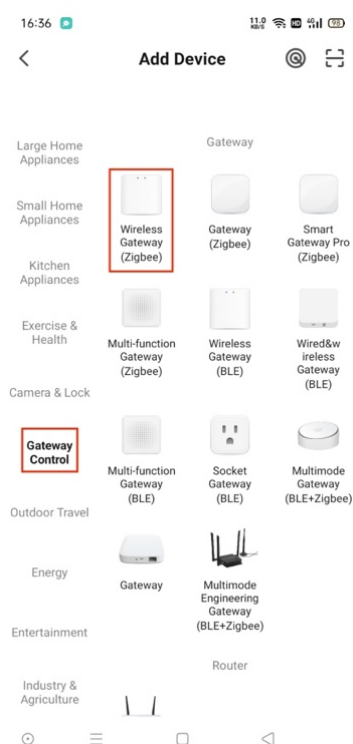 16:36
11.0
KB/S
HD
4G
98
Add Device
Large Home
Appliances
Small Home
Appliances
Kitchen
Appliances
Exercise &
Health
Camera & Lock
Gateway
Control
Outdoor Travel
Energy
Entertainment
Industry &
Agriculture
Gateway
Wireless
Gateway
(Zigbee)
Gateway
(Zigbee)
Smart
Gateway Pro
(Zigbee)
Multi-function
Gateway
(Zigbee)
Wireless
Gateway
(BLE)
Wired&w
ireless
Gateway
(BLE)
Multi-function
Gateway
(BLE)
Socket
Gateway
(BLE)
Multimode
Gateway
(BLE+Zigbee)
Gateway
Multimode
Engineering
Gateway
(BLE+Zigbee)
Router